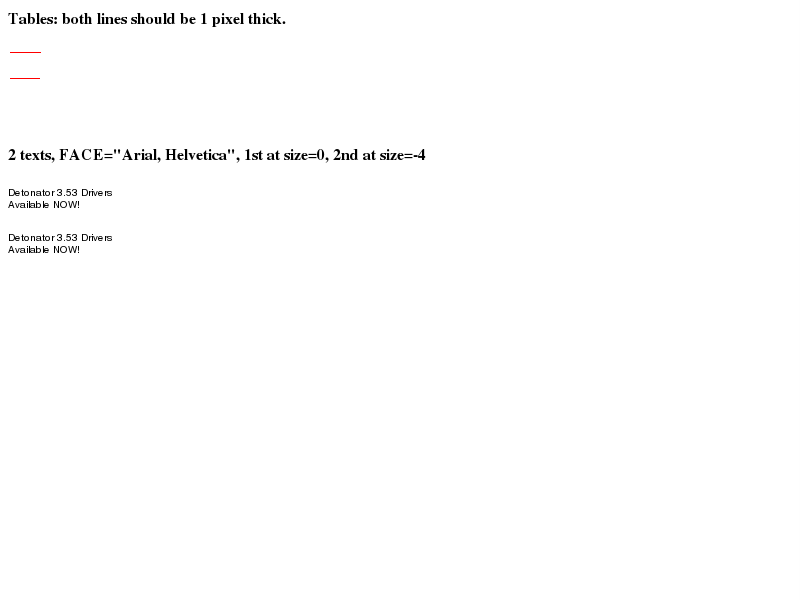 Tables: both lines should be 1 pixel thick.
2 texts, FACE="Arial, Helvetica", 1st at size=0, 2nd at size=-4
Detonator 3.53 Drivers
Available NOW!
Detonator 3.53 Drivers
Available NOW!